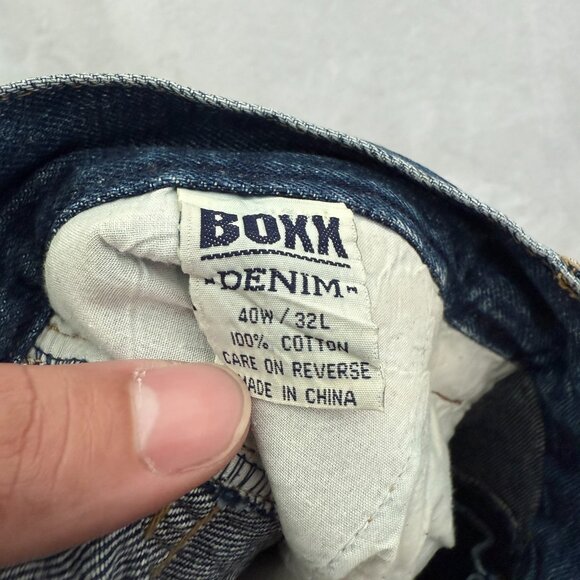 BOXX
-DENIM-
40W/32L
100% COTTON
CARE ON REVERSE
MADE IN CHINA